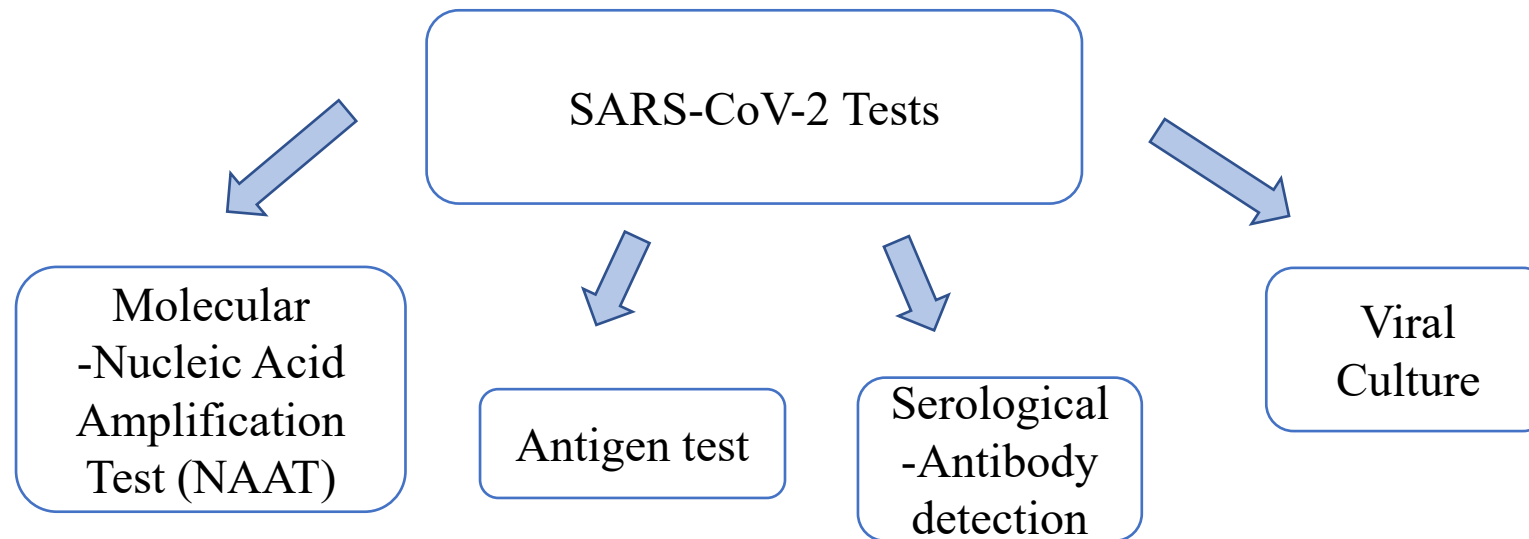 SARS-CoV-2 Tests
Molecular
-Nucleic Acid
Amplification
Test (NAAT)
Antigen test
Serological
-Antibody
detection
Viral
Culture